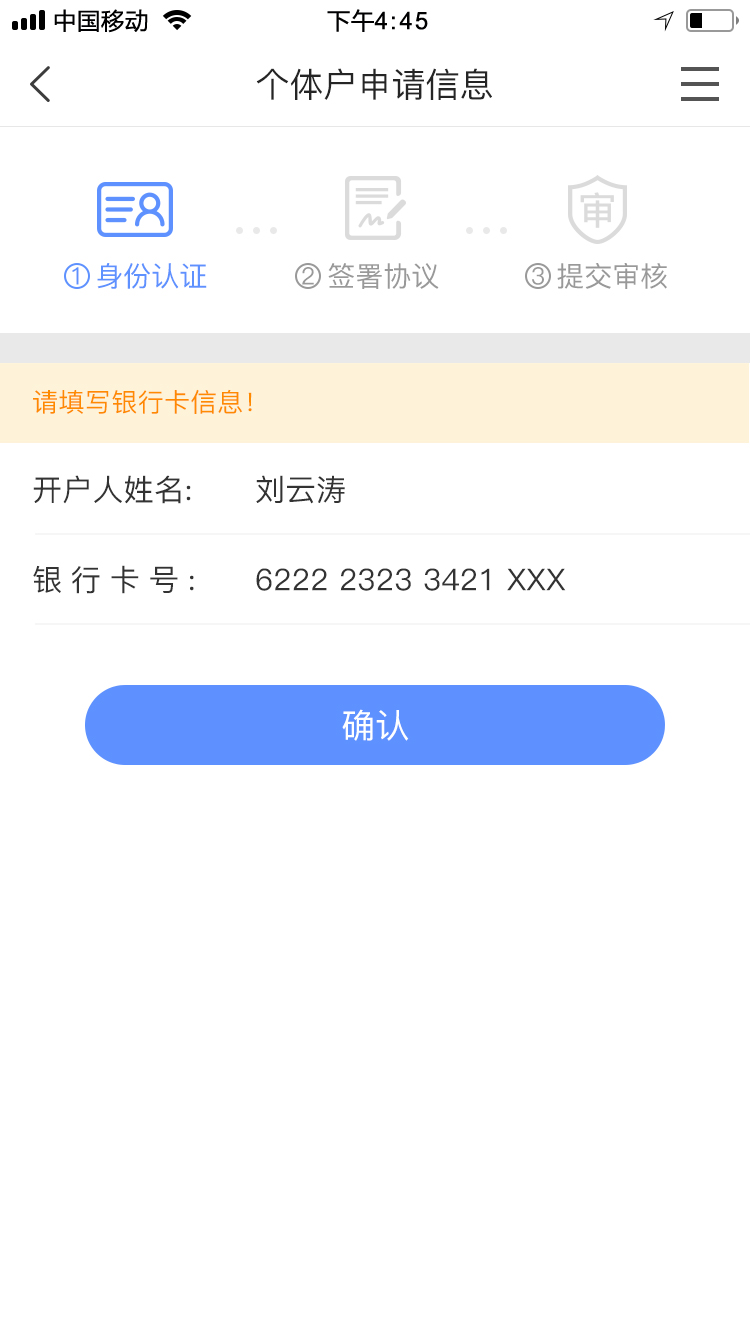 中国移动 下午4:45
个体户申请信息
审
①身份认证 ... ②签署协议 ... ③提交审核
请填写银行卡信息!
开户人姓名: 刘云涛
银行卡号: 6222 2323 3421 XXX
确认